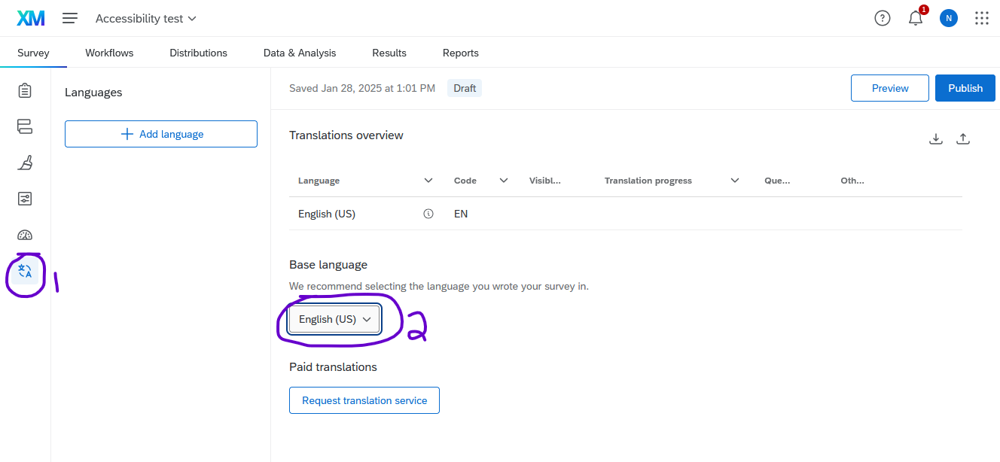 XM Accessibility test 1 N
Survey Workflows Distributions Data & Analysis Results Reports
Languages
Add language
Saved Jan 28, 2025 at 1:01 PM Draft Preview Publish
Translations overview
Language Code Visibl... Translation progress Que... Oth...
English (US) EN
Base language
We recommend selecting the language you wrote your survey in.
文 A 1
English (US) 2
Paid translations
Request translation service